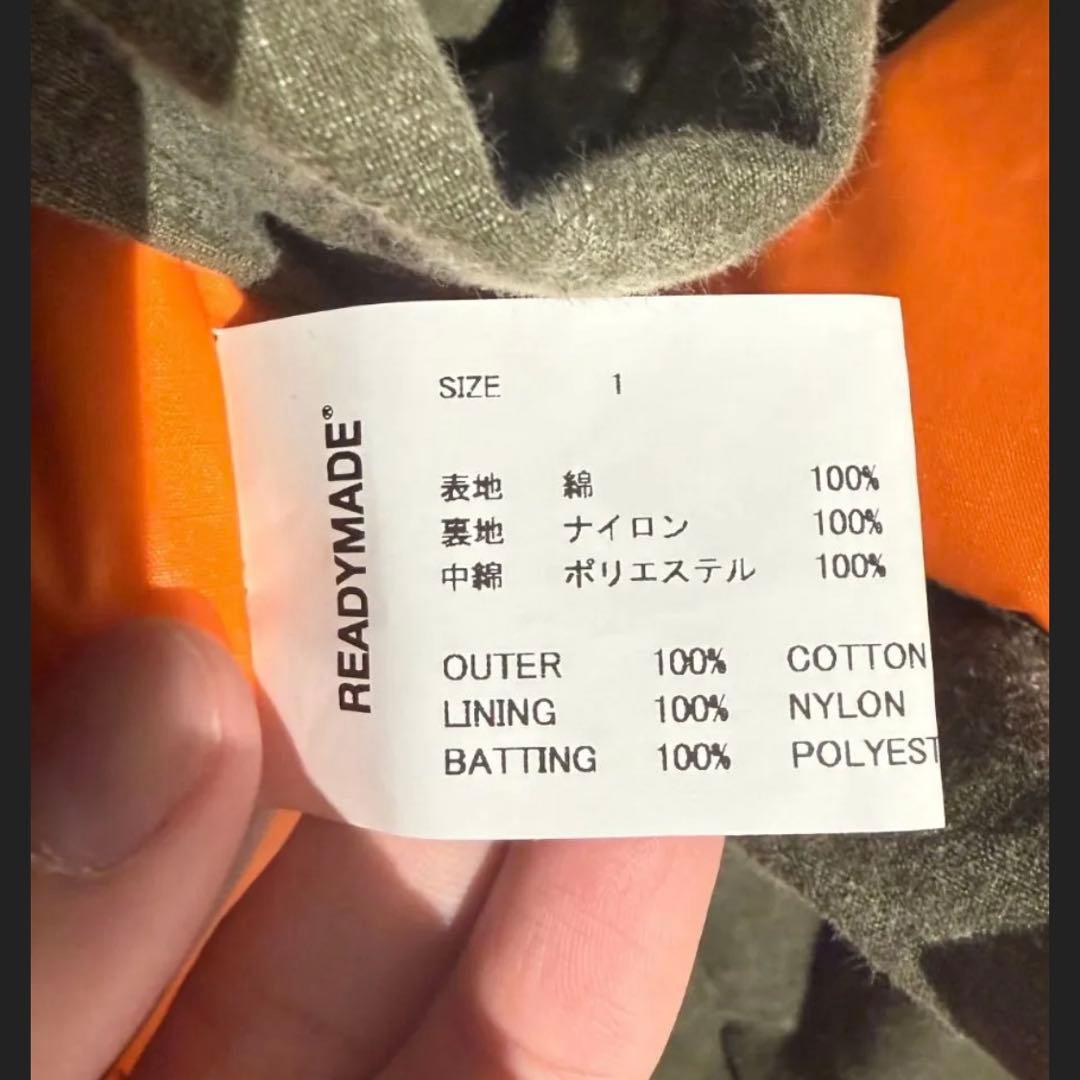 READYMADE®
SIZE 1
表地 綿 100%
裏地 ナイロン 100%
中綿 ポリエステル 100%
OUTER 100% COTTON
LINING 100% NYLON
BATTING 100% POLYEST